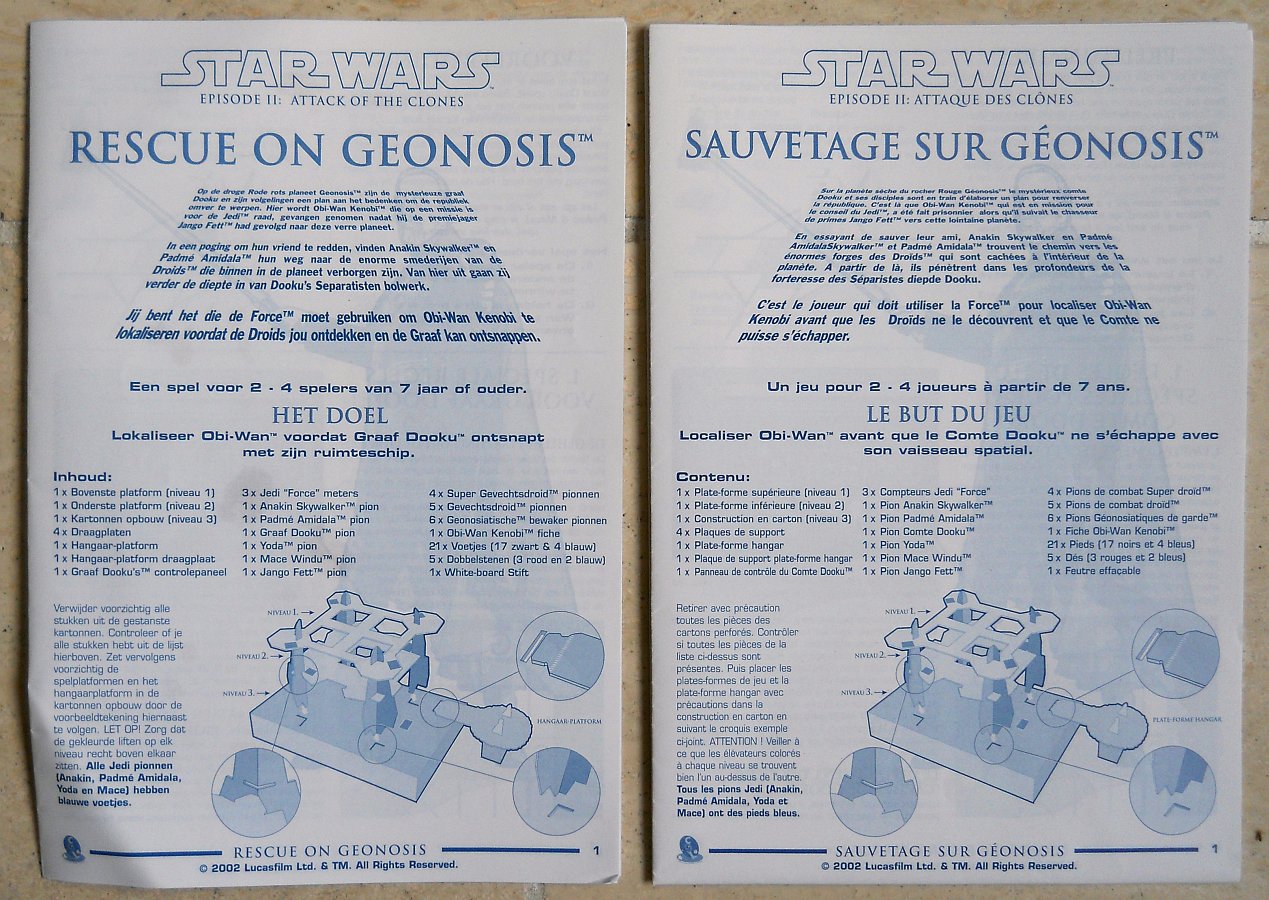 STAR WARS™
EPISODE II: ATTACK OF THE CLONES
RESCUE ON GEONOSIS™
Op de droge Rode rots planeet Geonosis™ zijn de mysterieuze graaf
Dooku en zijn volgelingen een plan aan het bedenken om de republiek
omver te werpen. Hier wordt Obi-Wan Kenobi™ die op een missie is
voor de Jedi™ raad, gevangen genomen nadat hij de premiejager
Jango Fett™ had gevolgd naar deze verre planeet.
In een poging om hun vriend te redden, vinden Anakin Skywalker™ en
Padmé Amidala™ hun weg naar de enorme smederijen van de
Droids™ die binnen in de planeet verborgen zijn. Van hier uit gaan zij
verder de diepte in van Dooku's Separatisten bolwerk.
Jij bent het die de Force™ moet gebruiken om Obi-Wan Kenobi te
lokaliseren voordat de Droids jou ontdekken en de Graaf kan ontsnappen.
Een spel voor 2 - 4 spelers van 7 jaar of ouder.
HET DOEL
Lokaliseer Obi-Wan™ voordat Graaf Dooku™ ontsnapt
met zijn ruimteschip.
Inhoud:
1 x Bovenste platform (niveau 1)
1 x Onderste platform (niveau 2)
1 x Kartonnen opbouw (niveau 3)
4 x Draagplaten
1 x Hangaar-platform
1 x Hangaar-platform draagplaat
1 x Graaf Dooku's™ controlepaneel
3 x Jedi "Force" meters
1 x Anakin Skywalker™ pion
1 x Padmé Amidala™ pion
1 x Graaf Dooku™ pion
1 x Yoda™ pion
1 x Mace Windu™ pion
1 x Jango Fett™ pion
4 x Super Gevechtsdroid™ pionnen
5 x Gevechtsdroid™ pionnen
6 x Geonosiatische™ bewaker pionnen
1 x Obi-Wan Kenobi™ fiche
21 x Voetjes (17 zwart & 4 blauw)
5 x Dobbelstenen (3 rood en 2 blauw)
1 x White-board Stift
Verwijder voorzichtig alle
stukken uit de gestanste
kartonnen. Controleer of je
alle stukken hebt uit de lijst
hierboven. Zet vervolgens
voorzichtig de
spelplatformen en het
hangaarplatform in de
kartonnen opbouw door de
voorbeeldtekening hiernaast
te volgen. LET OP! Zorg dat
de gekleurde liften op elk
niveau recht boven elkaar
zitten. Alle Jedi pionnen
(Anakin, Padmé Amidala,
Yoda en Mace) hebben
blauwe voetjes.
NIVEAU 1.
NIVEAU 2.
NIVEAU 3.
HANGAAR-PLATFORM
RESCUE ON GEONOSIS 1
© 2002 Lucasfilm Ltd. & TM. All Rights Reserved.
STAR WARS™
EPISODE II: ATTAQUE DES CLÔNES
SAUVETAGE SUR GÉONOSIS™
Sur la planète sèche du rocher Rouge Géonosis™ le mystérieux comte
Dooku et ses disciples sont en train d'élaborer un plan pour renverser
la république. C'est là que Obi-Wan Kenobi™ qui est en mission pour
le conseil du Jedi™, a été fait prisonnier alors qu'il suivait le chasseur
de primes Jango Fett™ vers cette lointaine planète.
En essayant de sauver leur ami, Anakin Skywalker en Padmé
AmidalaSkywalker™ et Padmé Amidala™ trouvent le chemin vers les
énormes forges des Droïds™ qui sont cachées à l'intérieur de la
planète. A partir de là, ils pénètrent dans les profondeurs de la
forteresse des Séparistes diepde Dooku.
C'est le joueur qui doit utiliser la Force™ pour localiser Obi-Wan
Kenobi avant que les Droïds ne le découvrent et que le Comte ne
puisse s'échapper.
Un jeu pour 2 - 4 joueurs à partir de 7 ans.
LE BUT DU JEU
Localiser Obi-Wan™ avant que le Comte Dooku™ ne s'échappe avec
son vaisseau spatial.
Contenu:
1 x Plate-forme supérieure (niveau 1)
1 x Plate-forme inférieure (niveau 2)
1 x Construction en carton (niveau 3)
4 x Plaques de support
1 x Plate-forme hangar
1 x Plaque de support plate-forme hangar
1 x Panneau de contrôle du Comte Dooku™
3 x Compteurs Jedi "Force"
1 x Pion Anakin Skywalker™
1 x Pion Padmé Amidala™
1 x Pion Comte Dooku™
1 x Pion Yoda™
1 x Pion Mace Windu™
1 x Pion Jango Fett™
4 x Pions de combat Super droïd™
5 x Pions de combat droïd™
6 x Pions Géonosiatiques de garde™
1 x Fiche Obi-Wan Kenobi™
21 x Pieds (17 noirs et 4 bleus)
5 x Dés (3 rouges et 2 bleus)
1 x Feutre effaçable
Retirer avec précaution
toutes les pièces des
cartons perforés. Contrôler
si toutes les pièces de la
liste ci-dessus sont
présentes. Puis placer les
plates-formes de jeu et la
plate-forme hangar avec
précautions dans la
construction en carton en
suivant le croquis exemple
ci-joint. ATTENTION ! Veiller à
ce que les élévateurs colorés
à chaque niveau se trouvent
bien l'un au-dessus de l'autre.
Tous les pions Jedi (Anakin,
Padmé Amidala, Yoda et
Mace) ont des pieds bleus.
NIVEAU 1.
NIVEAU 2.
NIVEAU 3.
PLATE-FORME HANGAR
SAUVETAGE SUR GÉONOSIS 1
© 2002 Lucasfilm Ltd. & TM. All Rights Reserved.